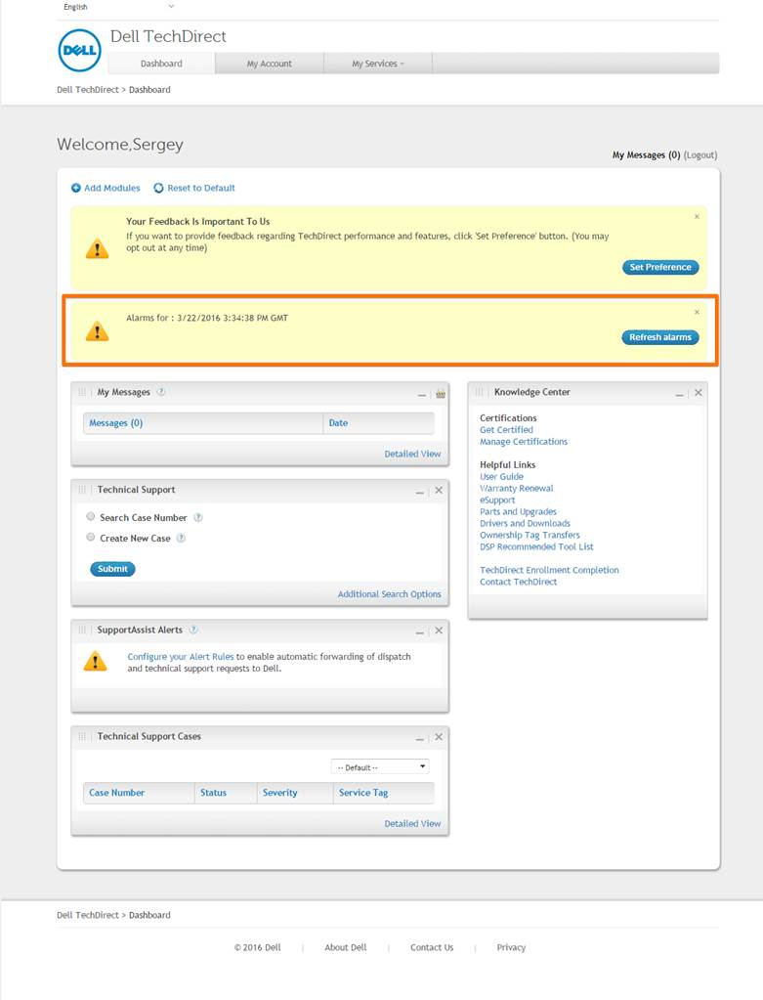 English
DELL
Dell TechDirect
Dashboard
My Account
My Services
Dell TechDirect > Dashboard
Welcome,Sergey
My Messages (0) (Logout)
Add Modules
Reset to Default
Your Feedback Is Important To Us
If you want to provide feedback regarding TechDirect performance and features, click 'Set Preference' button. (You may
opt out at any time)
Set Preference
Alarms for : 3/22/2016 3:34:38 PM GMT
Refresh alarms
My Messages
Messages (0)
Date
Detailed View
Technical Support
Search Case Number
Create New Case
Submit
Additional Search Options
SupportAssist Alerts
Configure your Alert Rules to enable automatic forwarding of dispatch
and technical support requests to Dell.
Technical Support Cases
-- Default --
Case Number
Status
Severity
Service Tag
Detailed View
Knowledge Center
Certifications
Get Certified
Manage Certifications
Helpful Links
User Guide
Warranty Renewal
eSupport
Parts and Upgrades
Drivers and Downloads
Ownership Tag Transfers
DSP Recommended Tool List
TechDirect Enrollment Completion
Contact TechDirect
Dell TechDirect > Dashboard
© 2016 Dell
About Dell
Contact Us
Privacy